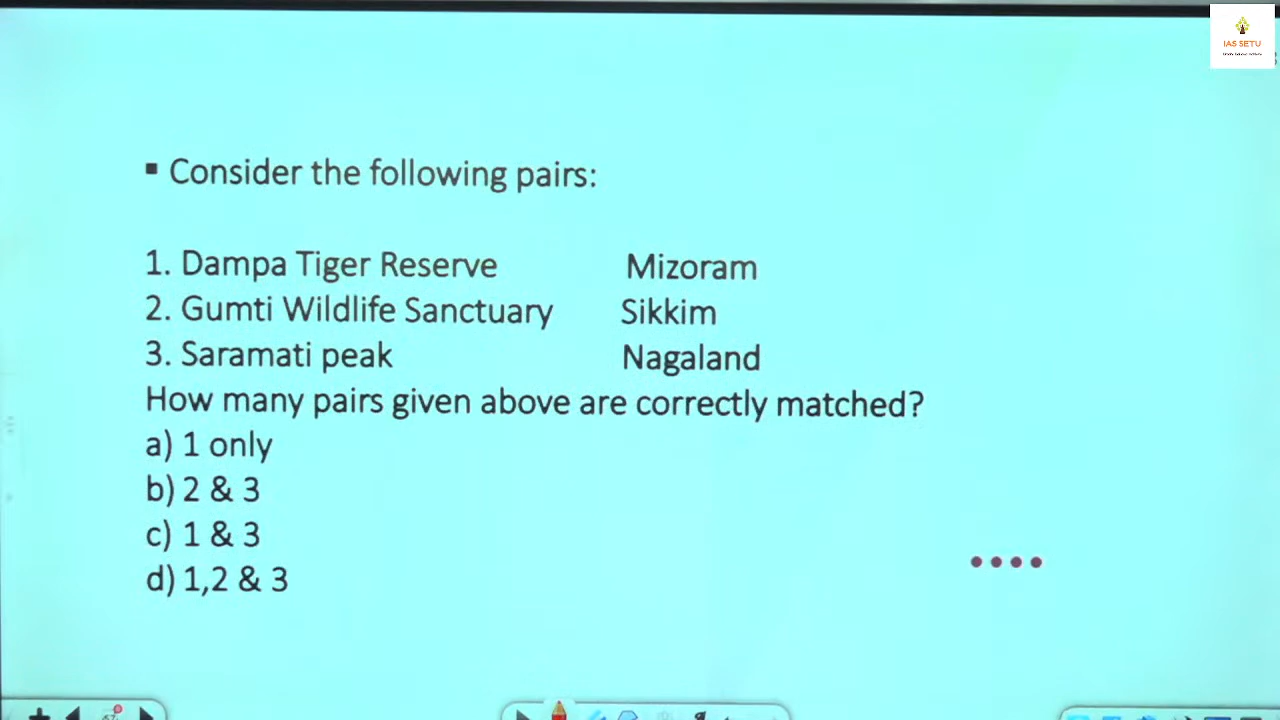 IAS SETU
▪ Consider the following pairs:
1. Dampa Tiger Reserve Mizoram
2. Gumti Wildlife Sanctuary Sikkim
3. Saramati peak Nagaland
How many pairs given above are correctly matched?
a) 1 only
b) 2 & 3
c) 1 & 3
d) 1,2 & 3